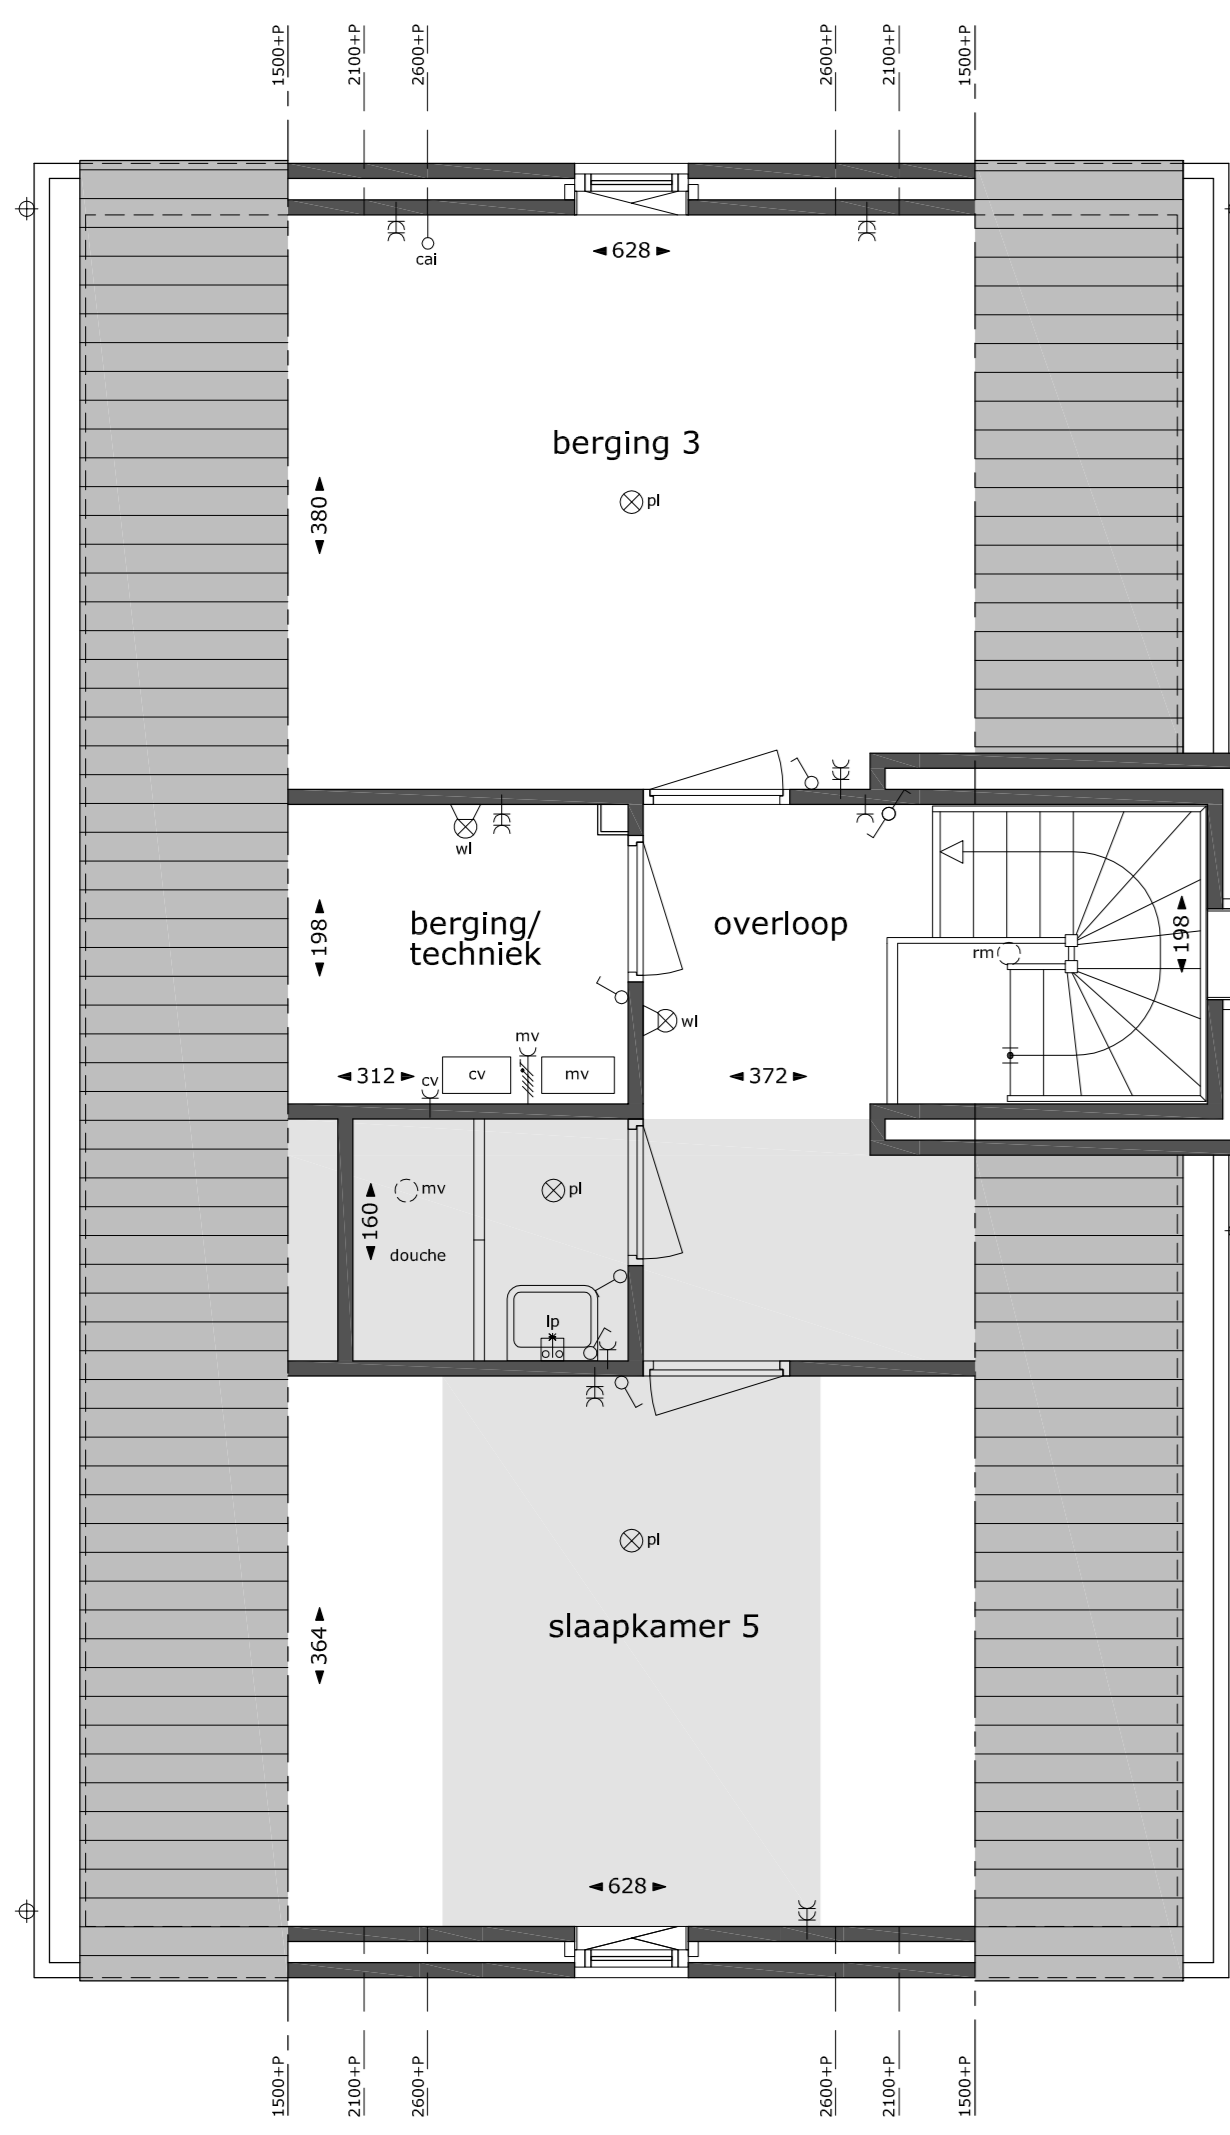 1500+P
2100+P
2600+P
2600+P
2100+P
1500+P
cai
628
berging 3
380
pl
wl
berging/
techniek
198
overloop
198
rm
wl
mv
312
cv
cv
mv
372
mv
pl
160
douche
lp
pl
slaapkamer 5
364
628
1500+P
2100+P
2600+P
2600+P
2100+P
1500+P